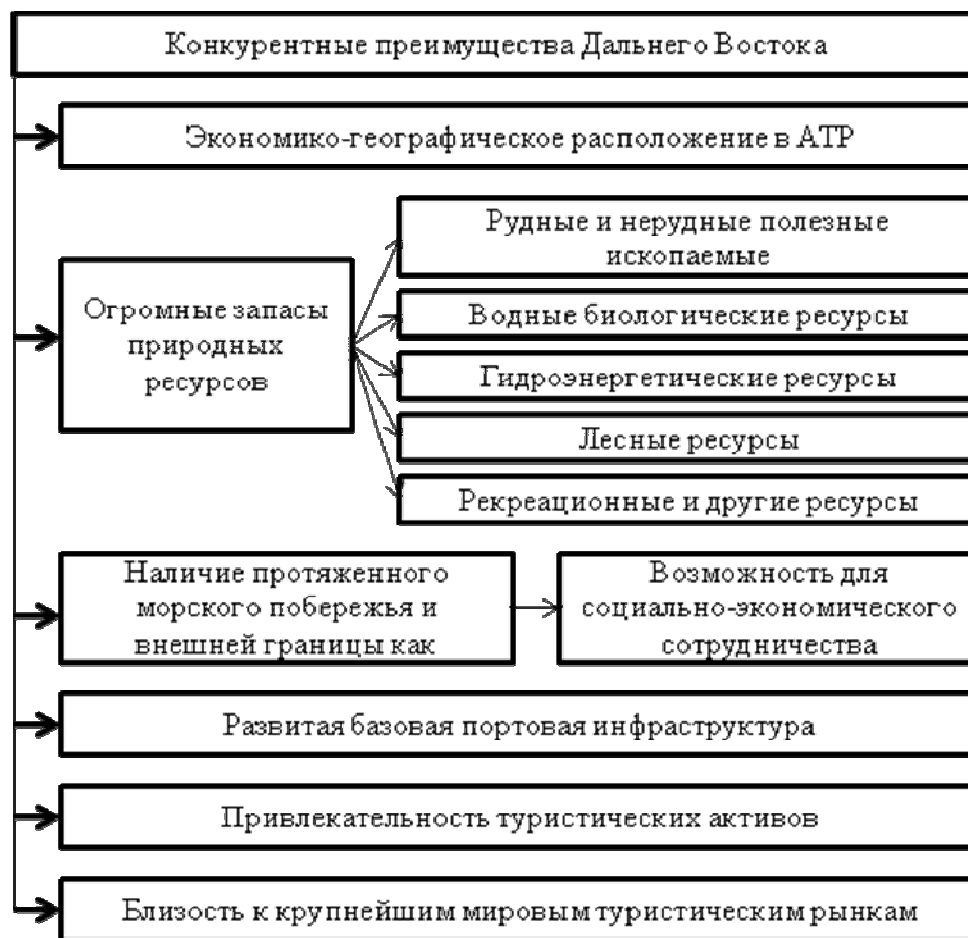 Конкурентные преимущества Дальнего Востока
Экономико-географическое расположение в АТР
Огромные запасы
природных
ресурсов
Рудные и нерудные полезные
ископаемые
Водные биологические ресурсы
Гидроэнергетические ресурсы
Лесные ресурсы
Рекреационные и другие ресурсы
Наличие протяженного
морского побережья и
внешней границы как
Возможность для
социально-экономического
сотрудничества
Развитая базовая портовая инфраструктура
Привлекательность туристических активов
Близость к крупнейшим мировым туристическим рынкам